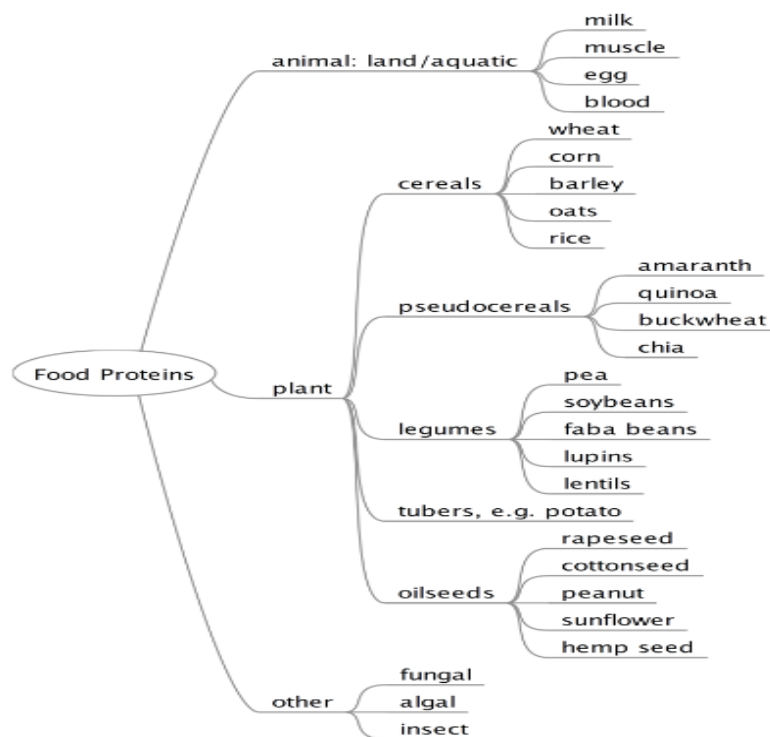 milk
animal: land/aquatic
muscle
egg
blood
wheat
corn
cereals
barley
oats
rice
amaranth
quinoa
pseudocereals
buckwheat
chia
Food Proteins
plant
pea
soybeans
legumes
faba beans
lupins
lentils
tubers, e.g. potato
rapeseed
cottonseed
oilseeds
peanut
sunflower
hemp seed
fungal
other
algal
insect